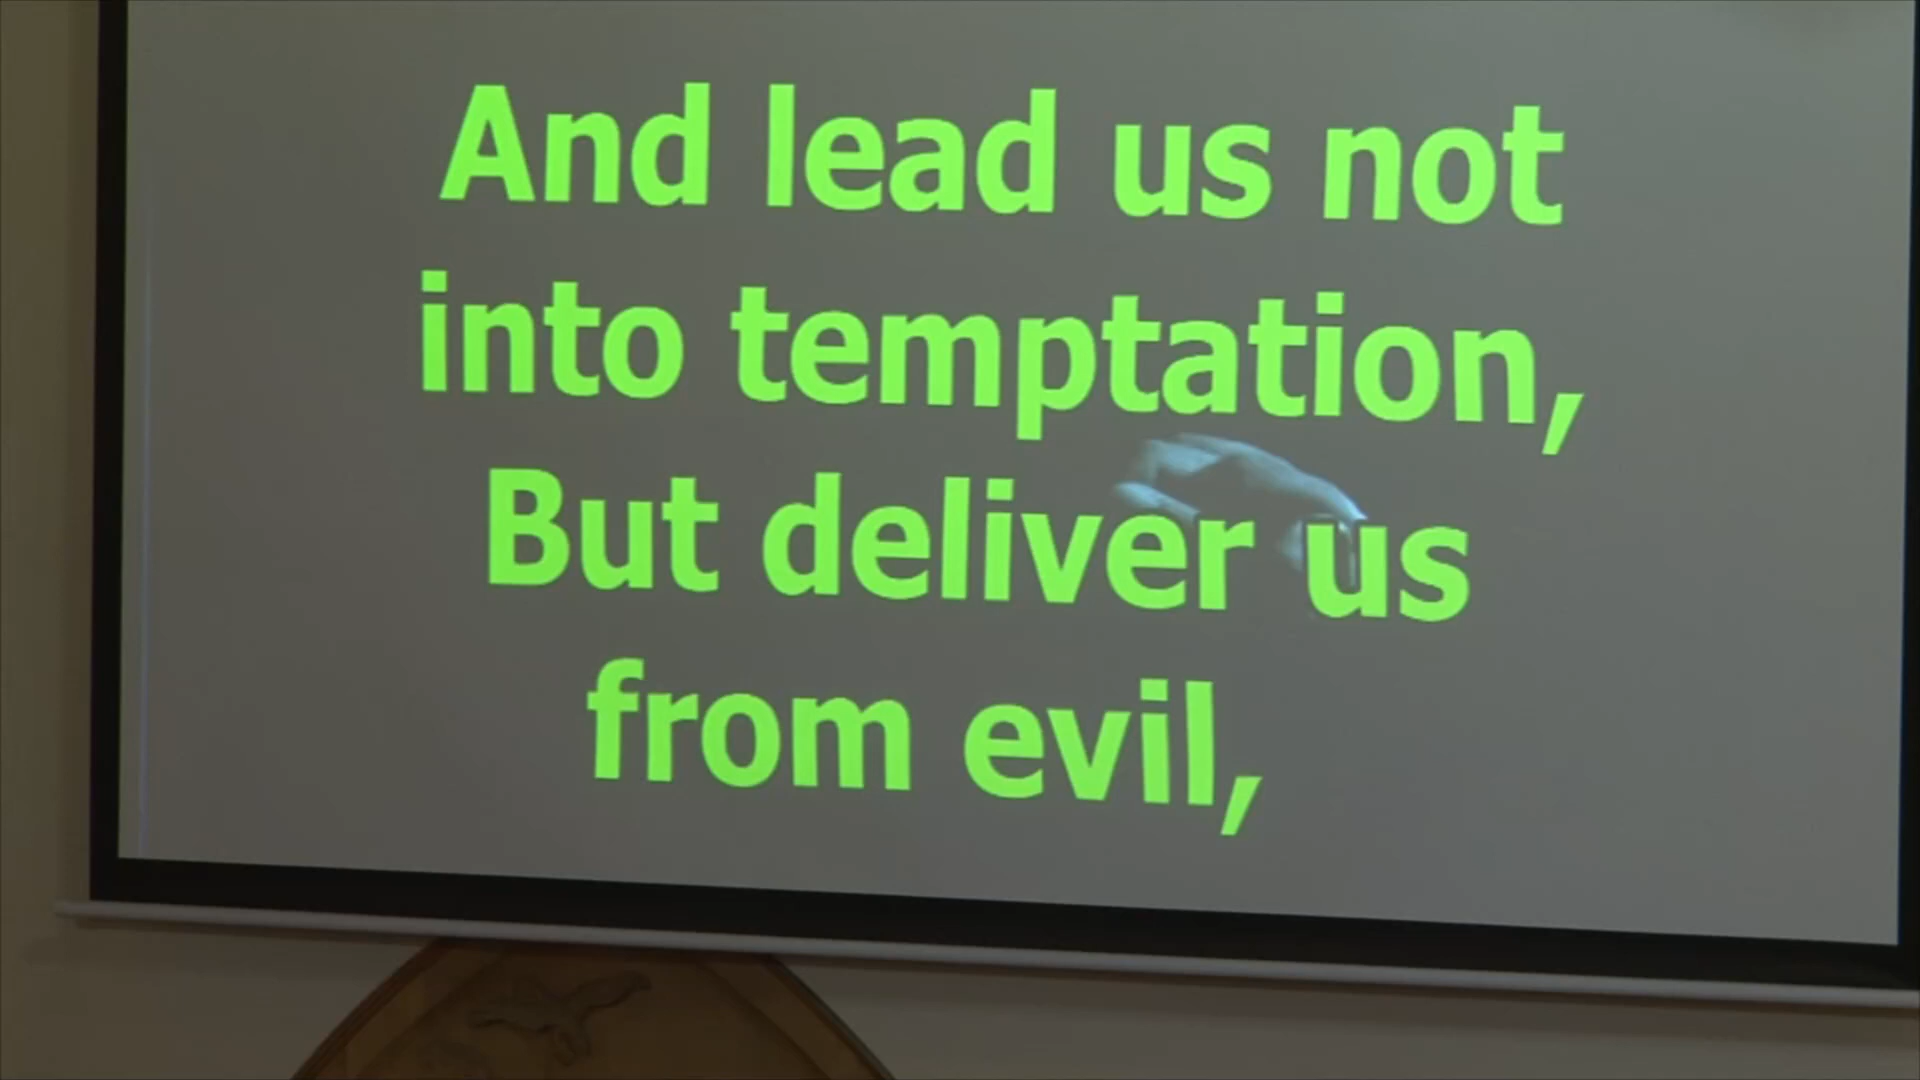 And lead us not
into temptation,
But deliver us
from evil,